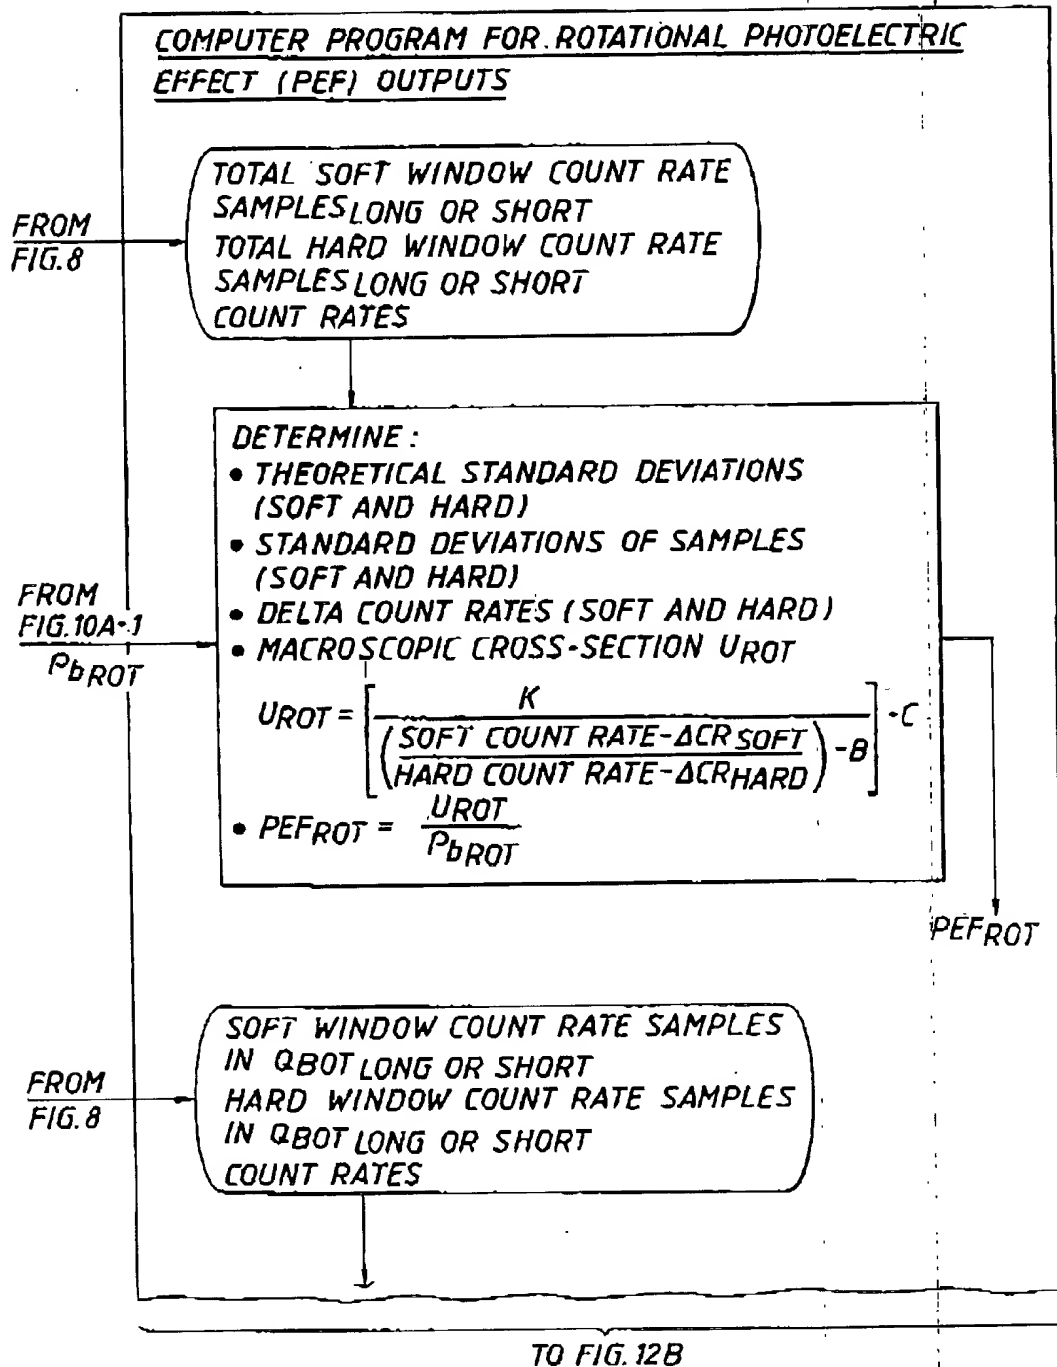 COMPUTER PROGRAM FOR ROTATIONAL PHOTOELECTRIC
EFFECT (PEF) OUTPUTS
TOTAL SOFT WINDOW COUNT RATE
SAMPLES LONG OR SHORT
TOTAL HARD WINDOW COUNT RATE
SAMPLES LONG OR SHORT
COUNT RATES
FROM
FIG. 8
DETERMINE:
• THEORETICAL STANDARD DEVIATIONS
(SOFT AND HARD)
• STANDARD DEVIATIONS OF SAMPLES
(SOFT AND HARD)
• DELTA COUNT RATES (SOFT AND HARD)
• MACROSCOPIC CROSS-SECTION UROT
UROT = [K / ((SOFT COUNT RATE-ΔCR SOFT / HARD COUNT RATE-ΔCR HARD) - B)] - C
• PEFROT = UROT / ρbROT
FROM
FIG. 10A-1
ρbROT
PEFROT
SOFT WINDOW COUNT RATE SAMPLES
IN QBOT LONG OR SHORT
HARD WINDOW COUNT RATE SAMPLES
IN QBOT LONG OR SHORT
COUNT RATES
FROM
FIG. 8
TO FIG. 12B